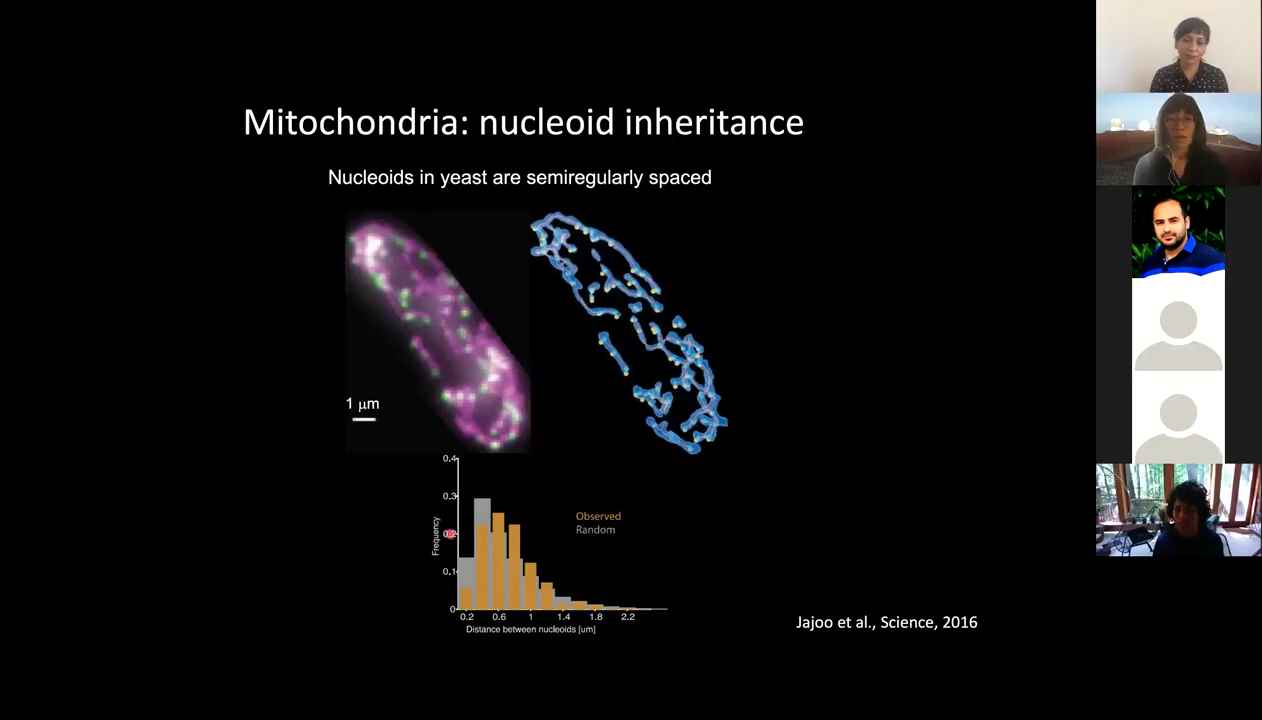 Mitochondria: nucleoid inheritance
Nucleoids in yeast are semiregularly spaced
1 μm
0.4
0.3
0.2
0.1
0
Frequency
Observed
Random
0.2 0.6 1 1.4 1.8 2.2
Distance between nucleoids [um]
Jajoo et al., Science, 2016